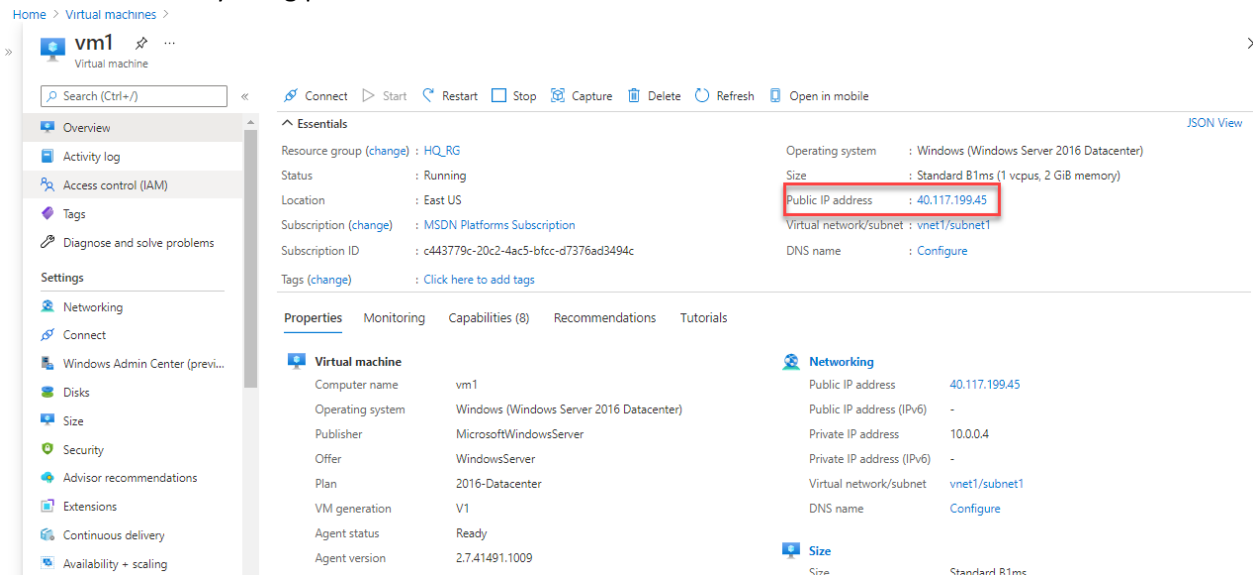 Home > Virtual machines >
vm1
Virtual machine
Search (Ctrl+/)
Overview
Activity log
Access control (IAM)
Tags
Diagnose and solve problems
Settings
Networking
Connect
Windows Admin Center (previ...
Disks
Size
Security
Advisor recommendations
Extensions
Continuous delivery
Availability + scaling
Connect Start Restart Stop Capture Delete Refresh Open in mobile
Essentials JSON View
Resource group (change) : HQ_RG
Status : Running
Location : East US
Subscription (change) : MSDN Platforms Subscription
Subscription ID : c443779c-20c2-4ac5-bfcc-d7376ad3494c
Tags (change) : Click here to add tags
Operating system : Windows (Windows Server 2016 Datacenter)
Size : Standard B1ms (1 vcpus, 2 GiB memory)
Public IP address : 40.117.199.45
Virtual network/subnet : vnet1/subnet1
DNS name : Configure
Properties Monitoring Capabilities (8) Recommendations Tutorials
Virtual machine
Computer name vm1
Operating system Windows (Windows Server 2016 Datacenter)
Publisher MicrosoftWindowsServer
Offer WindowsServer
Plan 2016-Datacenter
VM generation V1
Agent status Ready
Agent version 2.7.41491.1009
Networking
Public IP address 40.117.199.45
Public IP address (IPv6) -
Private IP address 10.0.0.4
Private IP address (IPv6) -
Virtual network/subnet vnet1/subnet1
DNS name Configure
Size
Size Standard B1ms